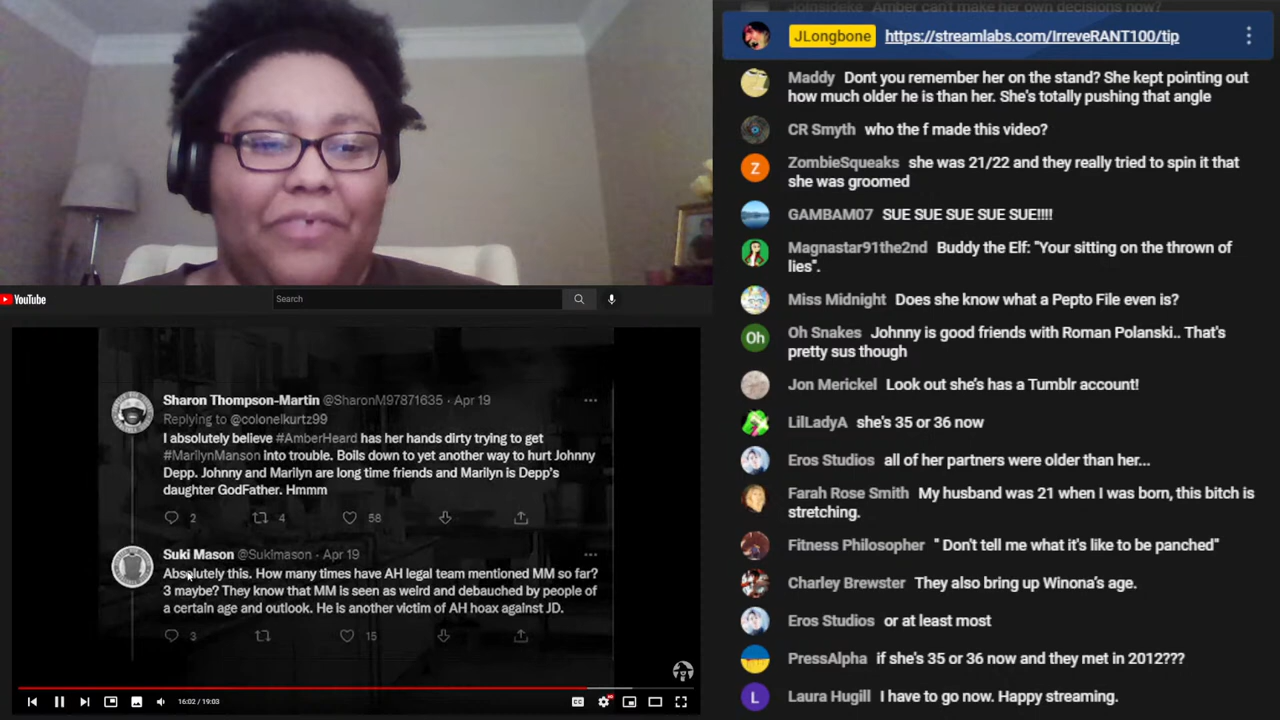 YouTube
Search
Sharon Thompson-Martin @SharonM97871635 · Apr 19
Replying to @colonelkurtz99
I absolutely believe #AmberHeard has her hands dirty trying to get
#MarilynManson into trouble. Boils down to yet another way to hurt Johnny
Depp. Johnny and Marilyn are long time friends and Marilyn is Depp's
daughter GodFather. Hmmm
2 4 58
Suki Mason @Sukimason · Apr 19
Absolutely this. How many times have AH legal team mentioned MM so far?
3 maybe? They know that MM is seen as weird and debauched by people of
a certain age and outlook. He is another victim of AH hoax against JD.
3 15
16:02 / 19:03
CC
HD
Joinsideke Amber can't make her own decisions now?
JLongbone https://streamlabs.com/IrreveRANT100/tip
Maddy Dont you remember her on the stand? She kept pointing out
how much older he is than her. She's totally pushing that angle
CR Smyth who the f made this video?
Z
ZombieSqueaks she was 21/22 and they really tried to spin it that
she was groomed
GAMBAM07 SUE SUE SUE SUE SUE!!!!
Magnastar91the2nd Buddy the Elf: "Your sitting on the thrown of
lies".
Miss Midnight Does she know what a Pepto File even is?
Oh
Oh Snakes Johnny is good friends with Roman Polanski.. That's
pretty sus though
Jon Merickel Look out she's has a Tumblr account!
LilLadyA she's 35 or 36 now
Eros Studios all of her partners were older than her...
Farah Rose Smith My husband was 21 when I was born, this bitch is
stretching.
Fitness Philosopher " Don't tell me what it's like to be panched"
Charley Brewster They also bring up Winona's age.
Eros Studios or at least most
PressAlpha if she's 35 or 36 now and they met in 2012???
L
Laura Hugill I have to go now. Happy streaming.